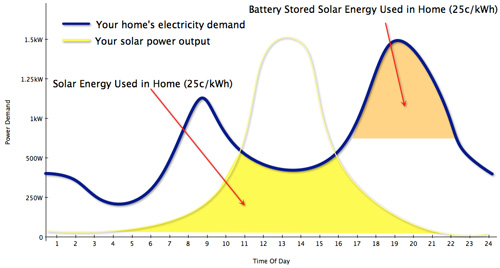 Battery Stored Solar Energy Used in Home (25c/kWh)
Your home's electricity demand
Your solar power output
Solar Energy Used in Home (25c/kWh)
Power Demand
1.5kW
1.25kW
1kW
500W
250W
0
1 2 3 4 5 6 7 8 9 10 11 12 13 14 15 16 17 18 19 20 21 22 23 24
Time Of Day